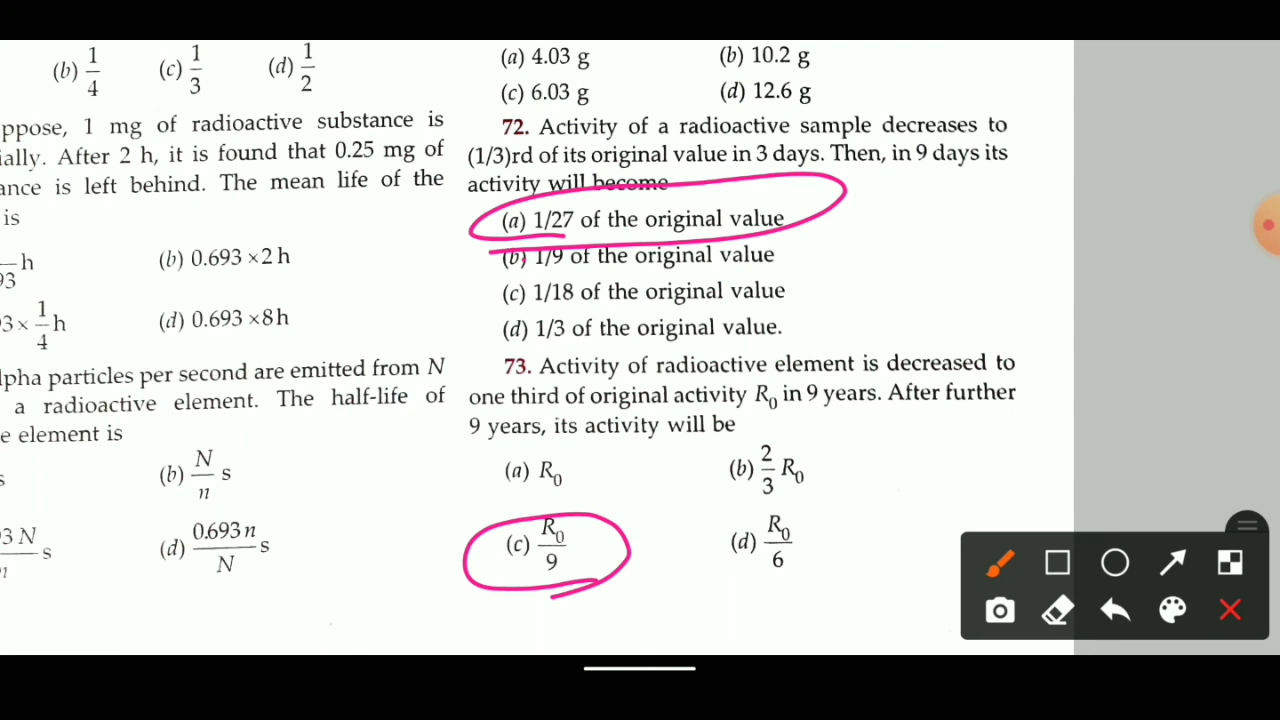 (b) 1/4 (c) 1/3 (d) 1/2
ppose, 1 mg of radioactive substance is
ially. After 2 h, it is found that 0.25 mg of
ance is left behind. The mean life of the
is
93 h (b) 0.693 ×2 h
3 × 1/4 h (d) 0.693 ×8 h
lpha particles per second are emitted from N
a radioactive element. The half-life of
e element is
s (b) N/n s
3 N s (d) 0.693 n/N s
(a) 4.03 g (b) 10.2 g
(c) 6.03 g (d) 12.6 g
72. Activity of a radioactive sample decreases to
(1/3)rd of its original value in 3 days. Then, in 9 days its
activity will become
(a) 1/27 of the original value
(b) 1/9 of the original value
(c) 1/18 of the original value
(d) 1/3 of the original value.
73. Activity of radioactive element is decreased to
one third of original activity R₀ in 9 years. After further
9 years, its activity will be
(a) R₀ (b) 2/3 R₀
(c) R₀/9 (d) R₀/6